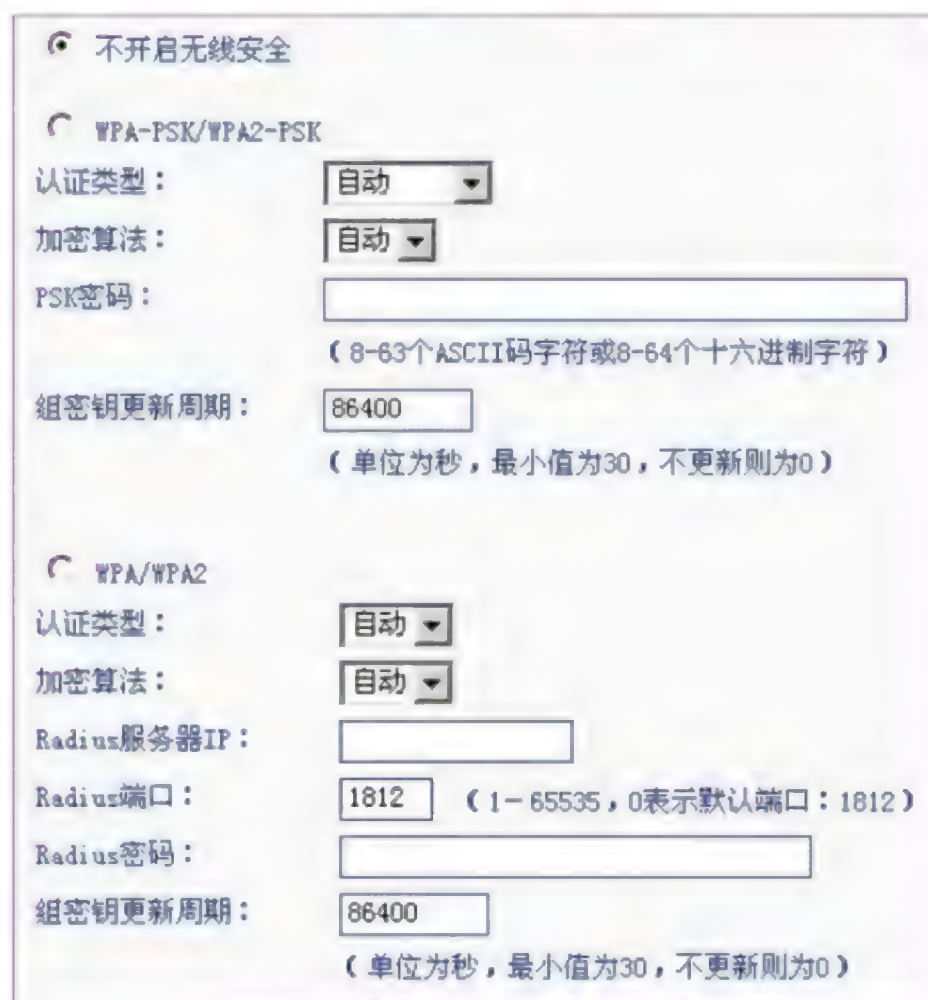 不开启无线安全
WPA-PSK/WPA2-PSK
认证类型： 自动
加密算法： 自动
PSK密码：
（8-63个ASCII码字符或8-64个十六进制字符）
组密钥更新周期： 86400
（单位为秒，最小值为30，不更新则为0）
WPA/WPA2
认证类型： 自动
加密算法： 自动
Radius服务器IP：
Radius端口： 1812 （1-65535，0表示默认端口：1812）
Radius密码：
组密钥更新周期： 86400
（单位为秒，最小值为30，不更新则为0）